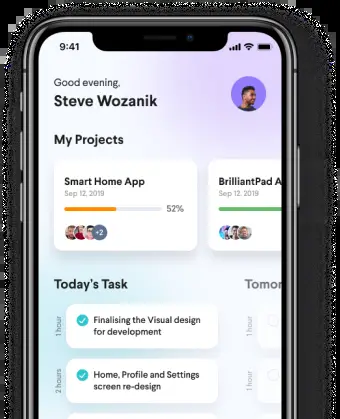 9:41
Good evening,
Steve Wozanik
My Projects
Smart Home App
Sep 12, 2019
52%
+2
BrilliantPad A
Sep 12, 2019
Today's Task
Tomor
1 hour
Finalising the Visual design
for development
1 hour
2 hours
Home, Profile and Settings
screen re-design
1 hour